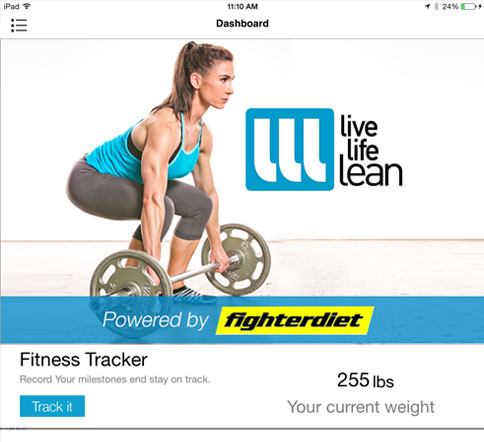 iPad 11:10 AM 24%
Dashboard
live
life
lean
Powered by fighterdiet
Fitness Tracker
Record Your milestones end stay on track.
Track it
255 lbs
Your current weight